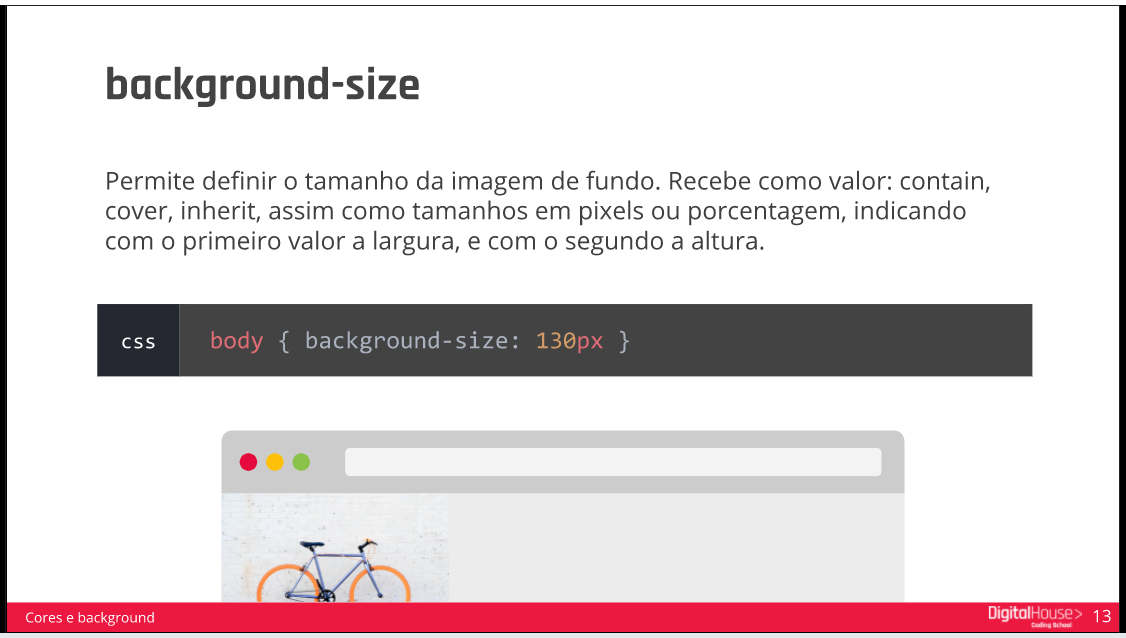 background-size
Permite definir o tamanho da imagem de fundo. Recebe como valor: contain,
cover, inherit, assim como tamanhos em pixels ou porcentagem, indicando
com o primeiro valor a largura, e com o segundo a altura.
css
body { background-size: 130px }
Cores e background
DigitalHouse>
Coding School
13